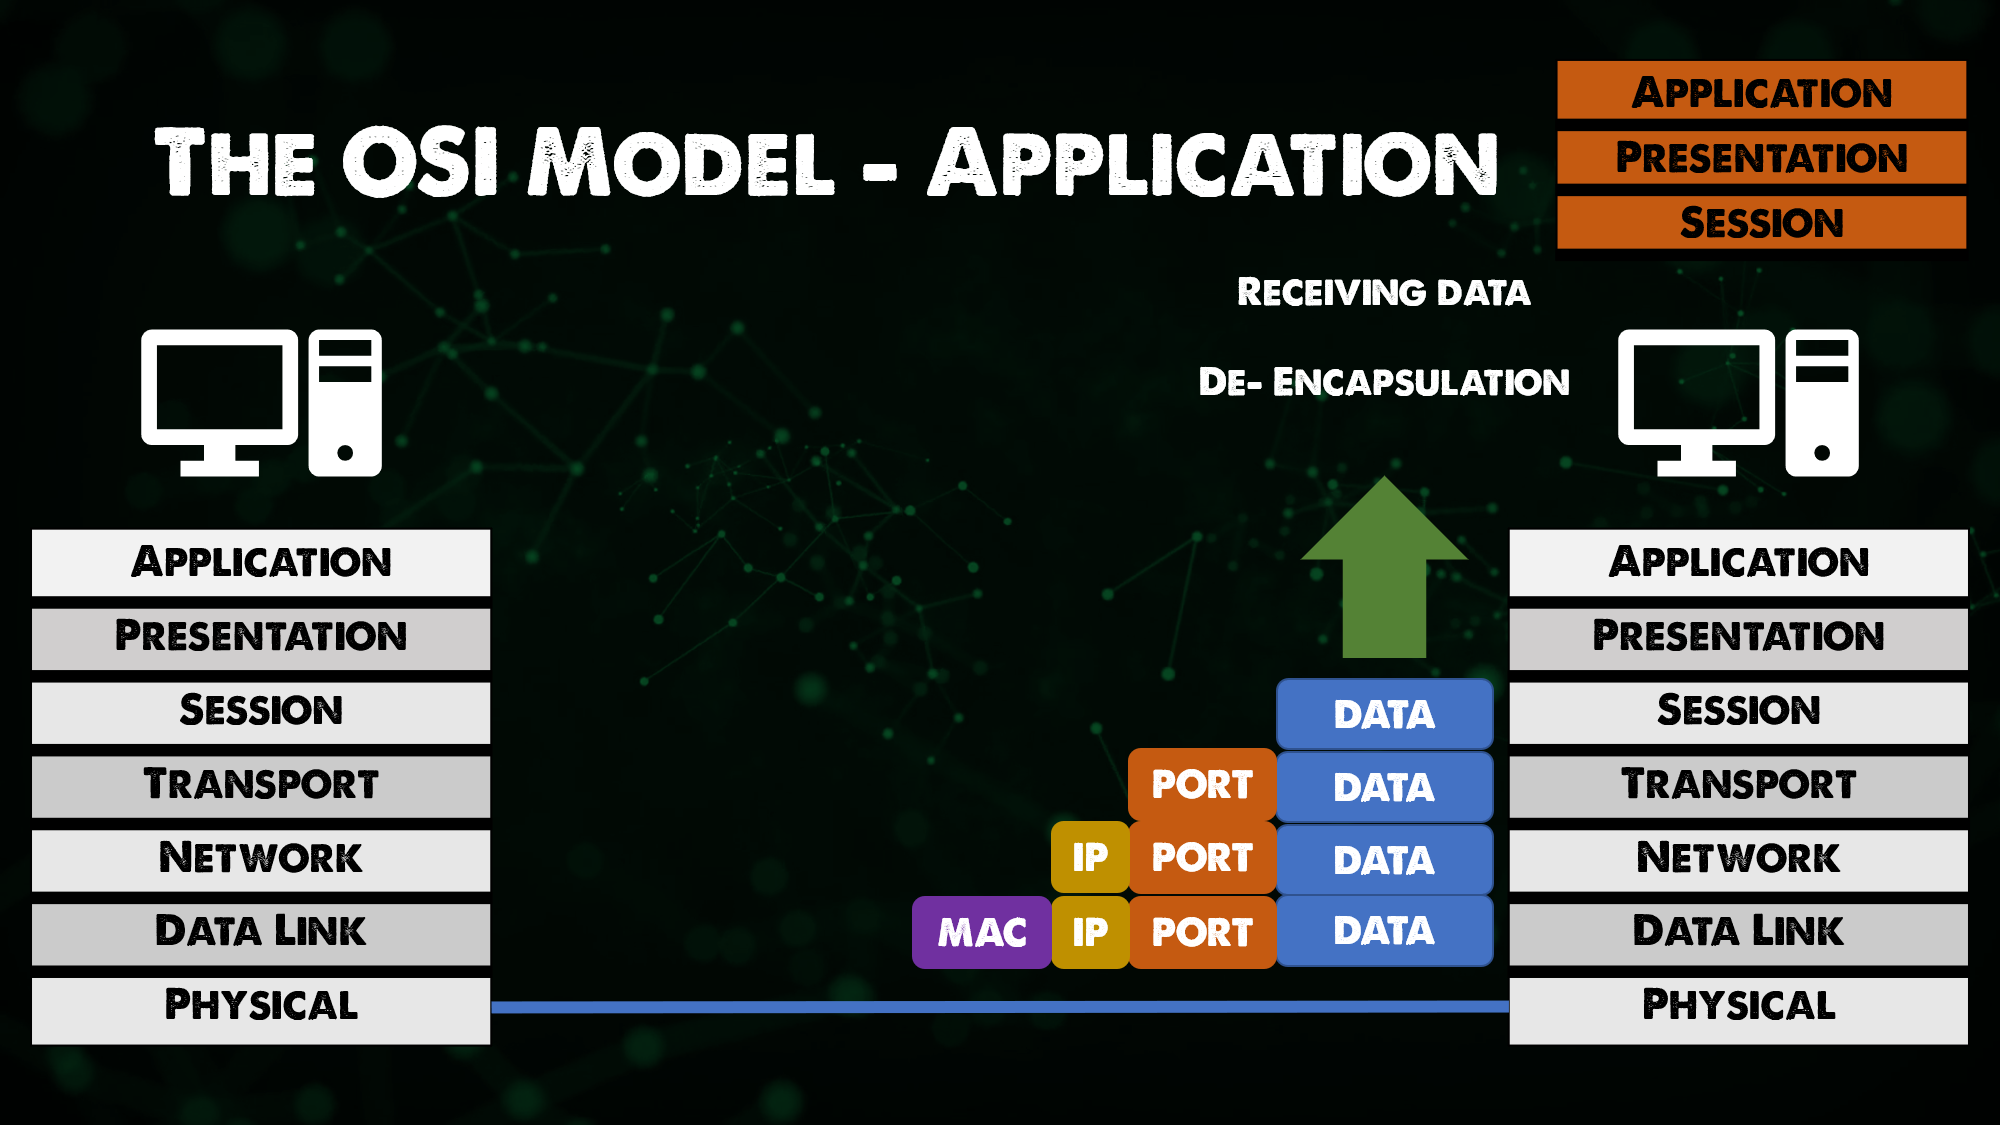 The OSI Model - Application
Application
Presentation
Session
Receiving data
De- Encapsulation
Application
Presentation
Session
Transport
Network
Data Link
Physical
DATA
PORT DATA
IP PORT DATA
MAC IP PORT DATA
Application
Presentation
Session
Transport
Network
Data Link
Physical